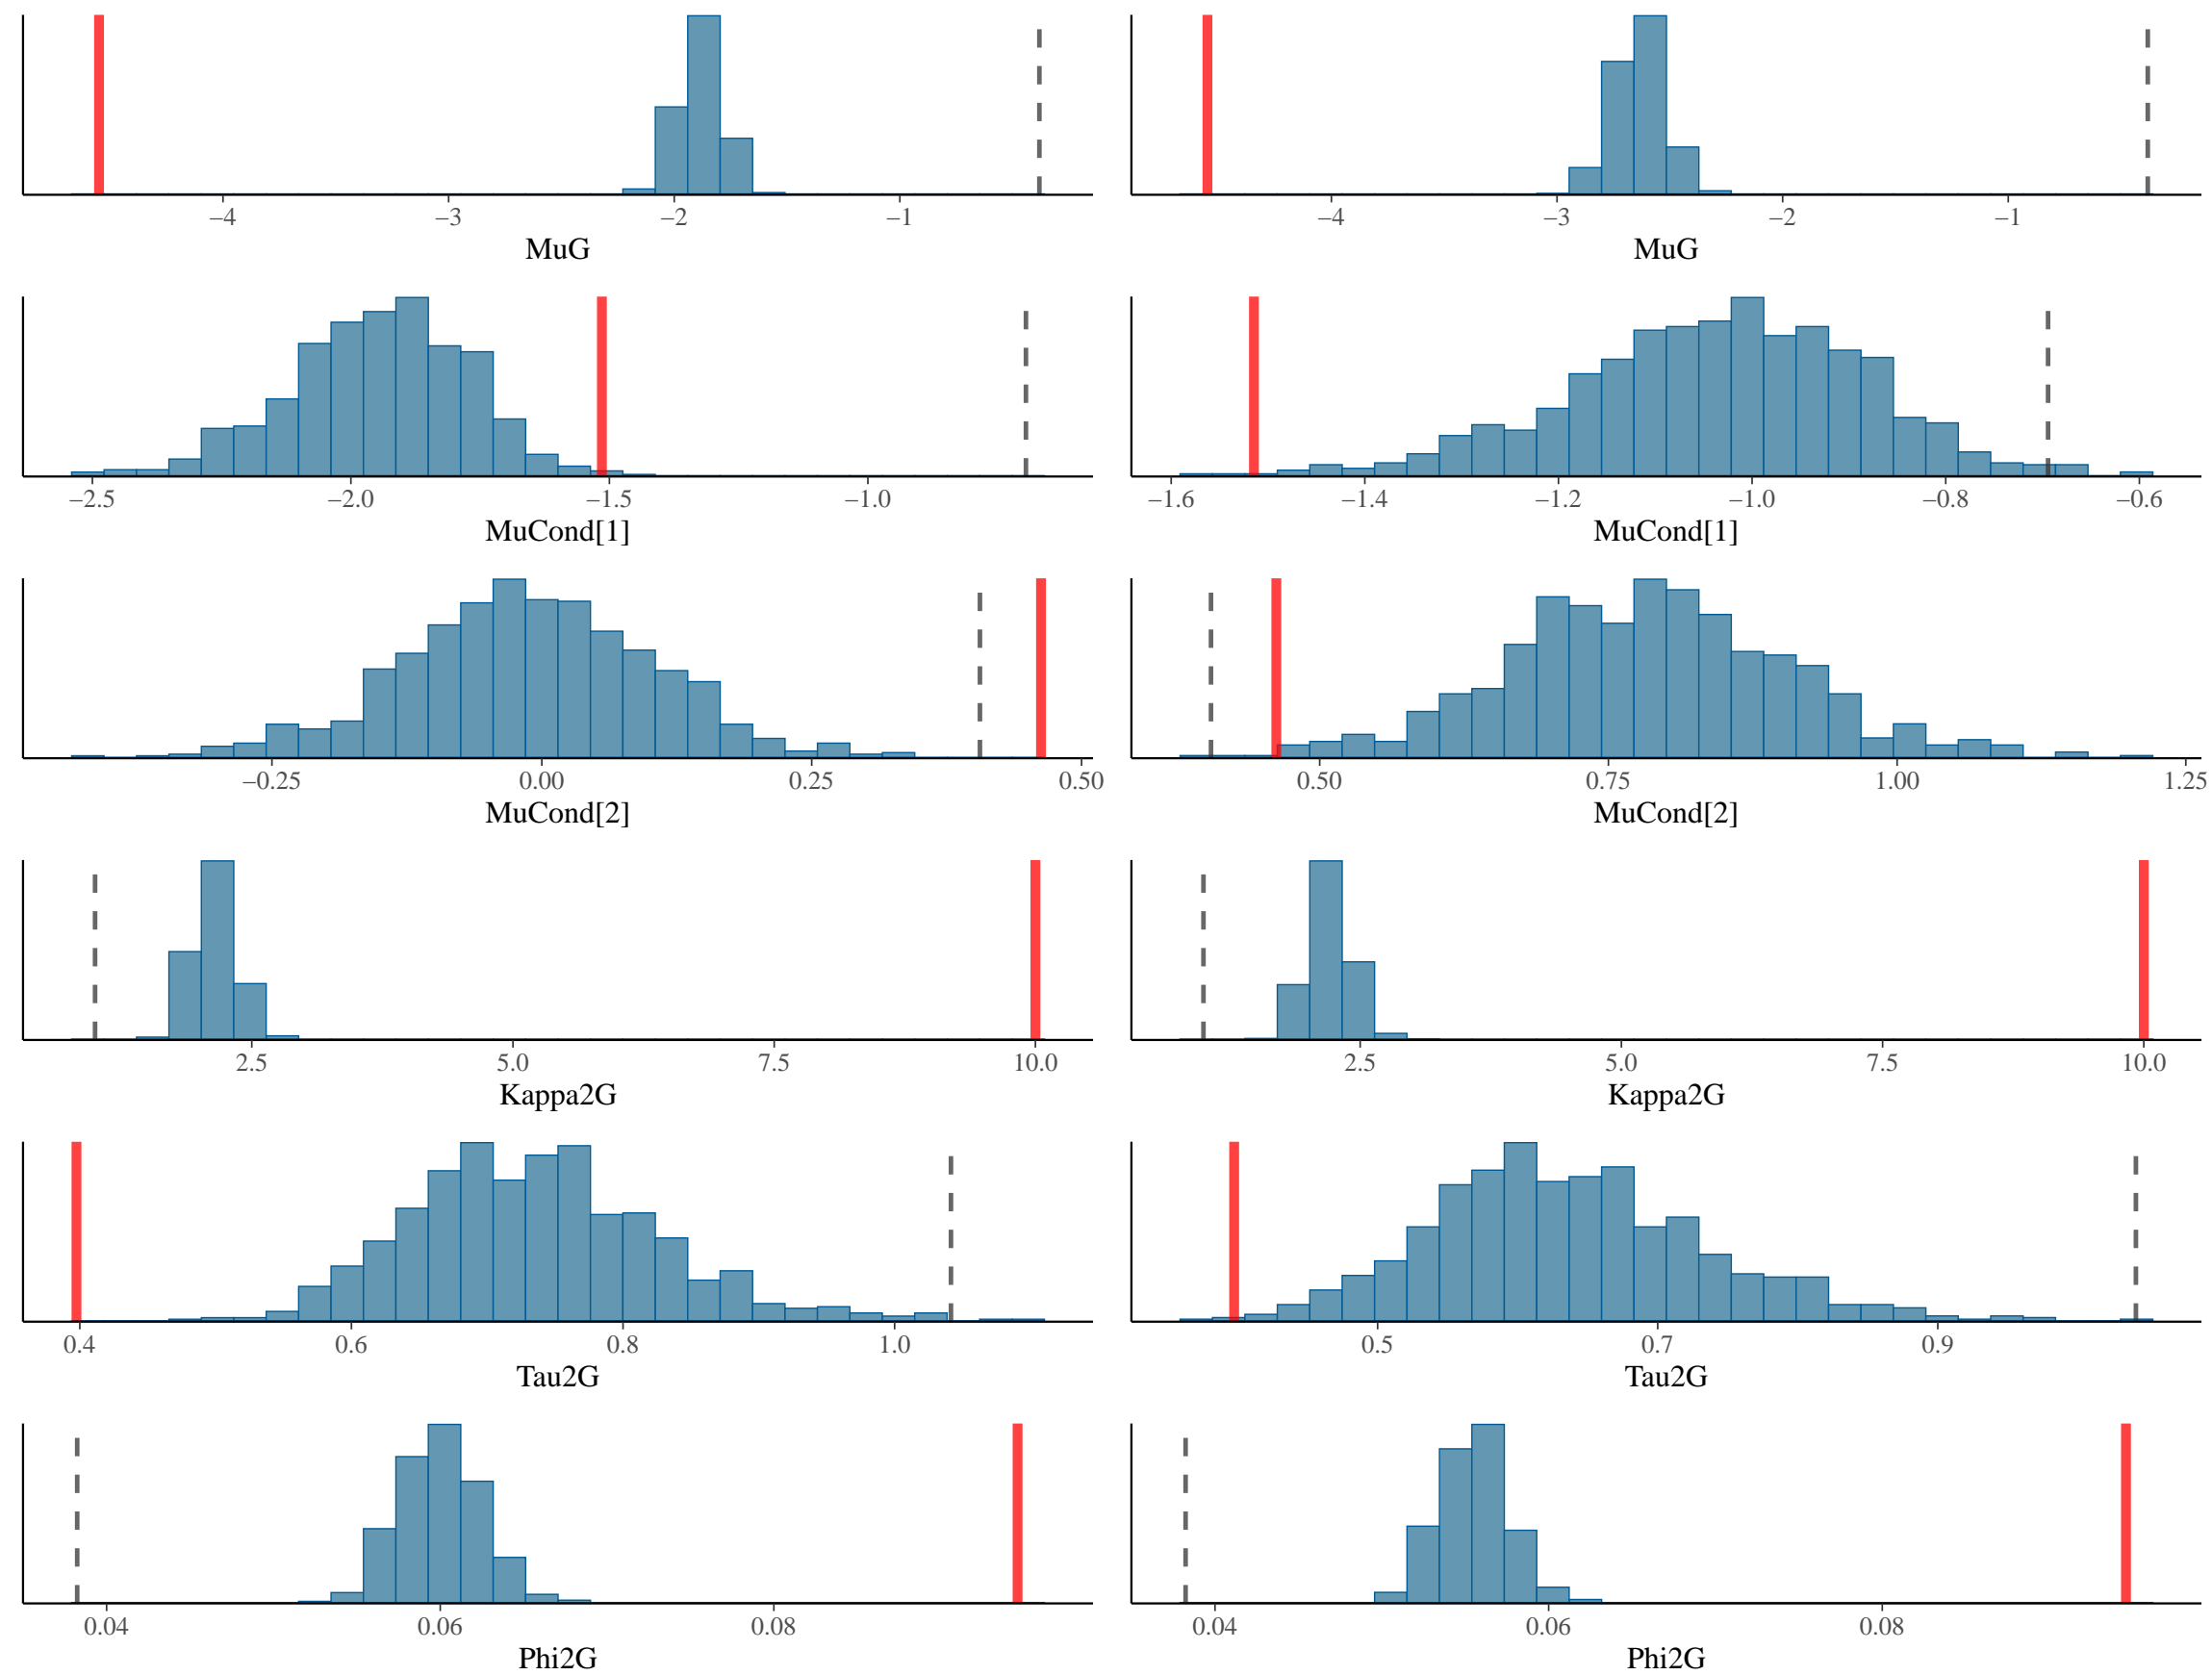 –4 –3 –2 –1 –4 –3 –2 –1
MuG MuG
–2.5 –2.0 –1.5 –1.0 –1.6 –1.4 –1.2 –1.0 –0.8 –0.6
MuCond[1] MuCond[1]
–0.25 0.00 0.25 0.50 0.50 0.75 1.00 1.25
MuCond[2] MuCond[2]
2.5 5.0 7.5 10.0 2.5 5.0 7.5 10.0
Kappa2G Kappa2G
0.4 0.6 0.8 1.0 0.5 0.7 0.9
Tau2G Tau2G
0.04 0.06 0.08 0.04 0.06 0.08
Phi2G Phi2G